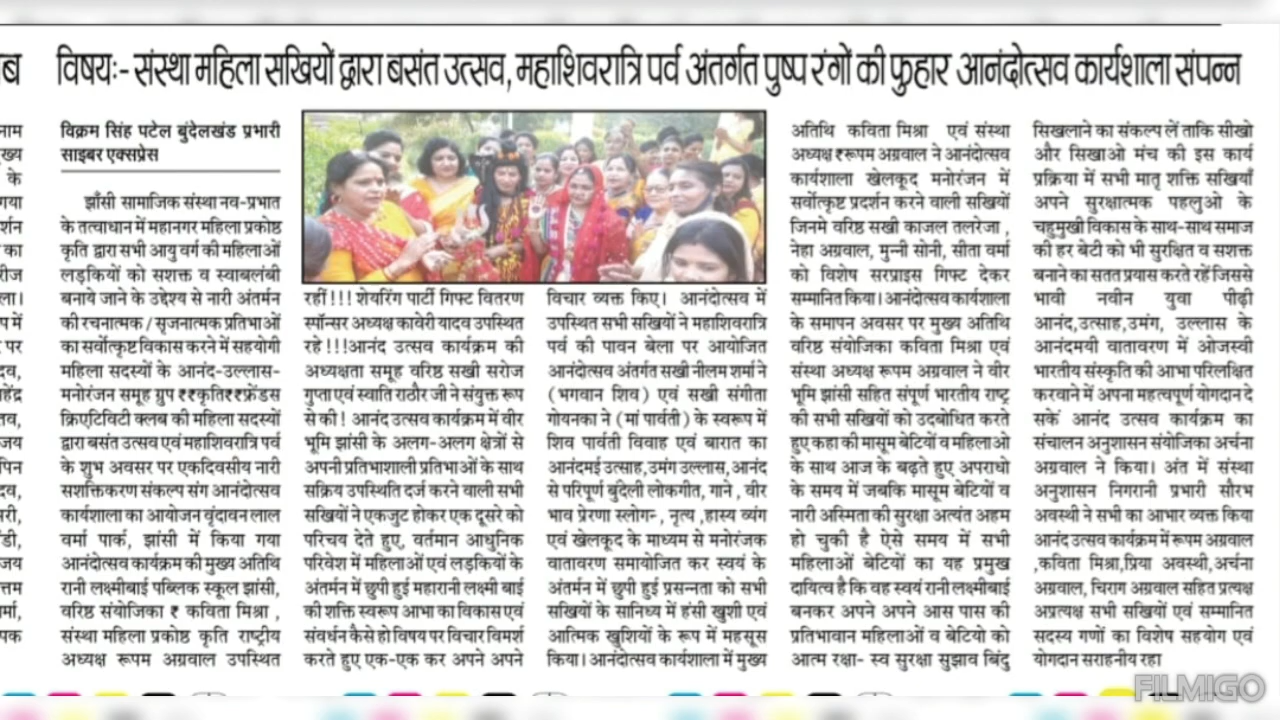 विषयः- संस्था महिला सखियों द्वारा बसंत उत्सव, महाशिवरात्रि पर्व अंतर्गत पुष्प रंगों की फुहार आनंदोत्सव कार्यशाला संपन्न
विक्रम सिंह पटेल बुंदेलखंड प्रभारी
साइबर एक्सप्रेस
झाँसी सामाजिक संस्था नव-प्रभात
के तत्वाधान में महानगर महिला प्रकोष्ठ
कृति द्वारा सभी आयु वर्ग की महिलाओं
लड़कियों को सशक्त व स्वाबलंबी
बनाये जाने के उद्देश्य से नारी अंतर्मन
की रचनात्मक / सृजनात्मक प्रतिभाओं
का सर्वोत्कृष्ट विकास करने में सहयोगी
महिला सदस्यों के आनंद-उल्लास-
मनोरंजन समूह ग्रुप ₹₹कृति₹₹फ्रेंडस
क्रिएटिविटी क्लब की महिला सदस्यों
द्वारा बसंत उत्सव एवं महाशिवरात्रि पर्व
के शुभ अवसर पर एकदिवसीय नारी
सशक्तिकरण संकल्प संग आनंदोत्सव
कार्यशाला का आयोजन वृंदावन लाल
वर्मा पार्क, झांसी में किया गया
आनंदोत्सव कार्यक्रम की मुख्य अतिथि
रानी लक्ष्मीबाई पब्लिक स्कूल झांसी,
वरिष्ठ संयोजिका ₹ कविता मिश्रा ,
संस्था महिला प्रकोष्ठ कृति राष्ट्रीय
अध्यक्ष रूपम अग्रवाल उपस्थित
रहीं !!! शेयरिंग पार्टी गिफ्ट वितरण
स्पॉन्सर अध्यक्ष कावेरी यादव उपस्थित
रहे !!!आनंद उत्सव कार्यक्रम की
अध्यक्षता समूह वरिष्ठ सखी सरोज
गुप्ता एवं स्वाति राठौर जी ने संयुक्त रूप
से की ! आनंद उत्सव कार्यक्रम में वीर
भूमि झांसी के अलग-अलग क्षेत्रों से
अपनी प्रतिभाशाली प्रतिभाओं के साथ
सक्रिय उपस्थिति दर्ज करने वाली सभी
सखियों ने एकजुट होकर एक दूसरे को
परिचय देते हुए, वर्तमान आधुनिक
परिवेश में महिलाओं एवं लड़कियों के
अंतर्मन में छुपी हुई महारानी लक्ष्मी बाई
की शक्ति स्वरूप आभा का विकास एवं
संवर्धन कैसे हो विषय पर विचार विमर्श
करते हुए एक-एक कर अपने अपने
विचार व्यक्त किए। आनंदोत्सव में
उपस्थित सभी सखियों ने महाशिवरात्रि
पर्व की पावन बेला पर आयोजित
आनंदोत्सव अंतर्गत सखी नीलम शर्मा ने
(भगवान शिव) एवं सखी संगीता
गोयनका ने (मां पार्वती) के स्वरूप में
शिव पार्वती विवाह एवं बारात का
आनंदमई उत्साह,उमंग उल्लास,आनंद
से परिपूर्ण बुंदेली लोकगीत, गाने , वीर
भाव प्रेरणा स्लोगन , नृत्य ,हास्य व्यंग
एवं खेलकूद के माध्यम से मनोरंजक
वातावरण समायोजित कर स्वयं के
अंतर्मन में छुपी हुई प्रसन्नता को सभी
सखियों के सानिध्य में हंसी खुशी एवं
आत्मिक खुशियों के रूप में महसूस
किया। आनंदोत्सव कार्यशाला में मुख्य
अतिथि कविता मिश्रा एवं संस्था
अध्यक्ष ₹रूपम अग्रवाल ने आनंदोत्सव
कार्यशाला खेलकूद मनोरंजन में
सर्वोत्कृष्ट प्रदर्शन करने वाली सखियों
जिनमे वरिष्ठ सखी काजल तलरेजा ,
नेहा अग्रवाल, मुन्नी सोनी, सीता वर्मा
को विशेष सरप्राइस गिफ्ट देकर
सम्मानित किया। आनंदोत्सव कार्यशाला
के समापन अवसर पर मुख्य अतिथि
वरिष्ठ संयोजिका कविता मिश्रा एवं
संस्था अध्यक्ष रूपम अग्रवाल ने वीर
भूमि झांसी सहित संपूर्ण भारतीय राष्ट्र
की सभी सखियों को उदबोधित करते
हुए कहा की मासूम बेटियों व महिलाओ
के साथ आज के बढ़ते हुए अपराधो
के समय में जबकि मासूम बेटियों व
नारी अस्मिता की सुरक्षा अत्यंत अहम
हो चुकी है ऐसे समय में सभी
महिलाओं बेटियों का यह प्रमुख
दायित्व है कि वह स्वयं रानी लक्ष्मीबाई
बनकर अपने अपने आस पास की
प्रतिभावान महिलाओं व बेटियो को
आत्म रक्षा- स्व सुरक्षा सुझाव बिंदु
सिखलाने का संकल्प लें ताकि सीखो
और सिखाओ मंच की इस कार्य
प्रक्रिया में सभी मातृ शक्ति सखियाँ
अपने सुरक्षात्मक पहलुओ के
चहुमुखी विकास के साथ-साथ समाज
की हर बेटी को भी सुरक्षित व सशक्त
बनाने का सतत प्रयास करते रहें जिससे
भावी नवीन युवा पीढ़ी
आनंद,उत्साह,उमंग, उल्लास के
आनंदमयी वातावरण में ओजस्वी
भारतीय संस्कृति की आभा परिलक्षित
करवाने में अपना महत्वपूर्ण योगदान दे
सकें आनंद उत्सव कार्यक्रम का
संचालन अनुशासन संयोजिका अर्चना
अग्रवाल ने किया। अंत में संस्था
अनुशासन निगरानी प्रभारी सौरभ
अवस्थी ने सभी का आभार व्यक्त किया
आनंद उत्सव कार्यक्रम में रूपम अग्रवाल
,कविता मिश्रा,प्रिया अवस्थी,अर्चना
अग्रवाल, चिराग अग्रवाल सहित प्रत्यक्ष
अप्रत्यक्ष सभी सखियों एवं सम्मानित
सदस्य गणों का विशेष सहयोग एवं
योगदान सराहनीय रहा
FILMIGO